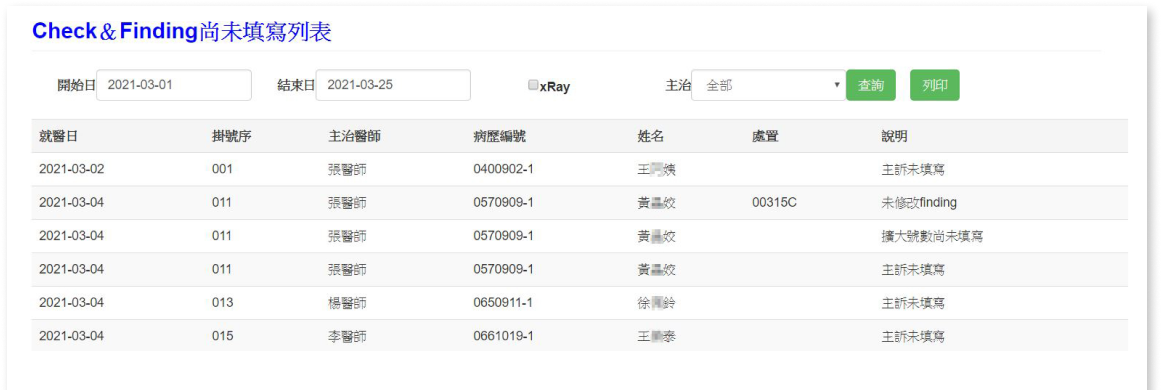 Check＆Finding尚未填寫列表
開始日 2021-03-01 結束日 2021-03-25 xRay 主治 全部 查詢 列印
就醫日 掛號序 主治醫師 病歷編號 姓名 處置 說明
2021-03-02 001 張醫師 0400902-1 王 姨 主訴未填寫
2021-03-04 011 張醫師 0570909-1 黃 姣 00315C 未修改finding
2021-03-04 011 張醫師 0570909-1 黃 姣 擴大號數尚未填寫
2021-03-04 011 張醫師 0570909-1 黃 姣 主訴未填寫
2021-03-04 013 楊醫師 0650911-1 徐 鈴 主訴未填寫
2021-03-04 015 李醫師 0661019-1 王 泰 主訴未填寫